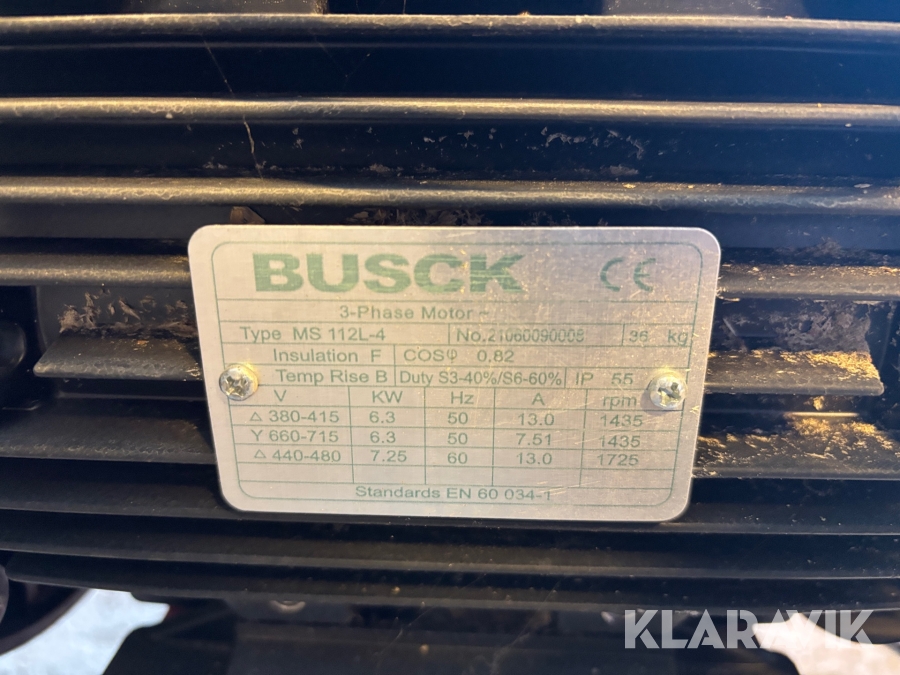 BUSCK CE
3-Phase Motor ~
Type MS 112L-4 No.21060090008 36 kg
Insulation F COSφ 0,82
Temp Rise B Duty S3-40%/S6-60% IP 55
V KW Hz A rpm
△ 380-415 6.3 50 13.0 1435
Y 660-715 6.3 50 7.51 1435
△ 440-480 7.25 60 13.0 1725
Standards EN 60 034-1
KLARAVIK